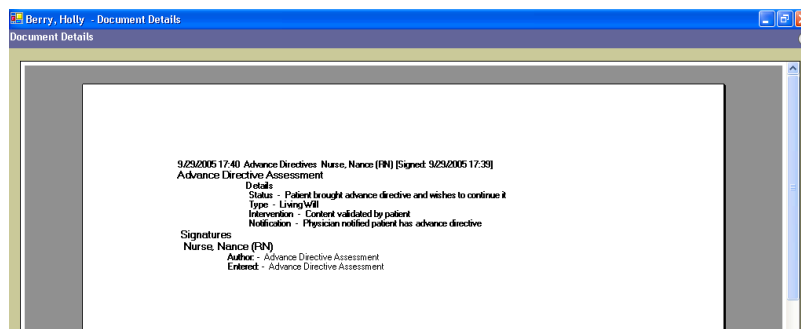 Berry, Holly - Document Details
Document Details
9/29/2005 17:40 Advance Directives Nurse, Nance (RN) [Signed: 9/29/2005 17:39]
Advance Directive Assessment
Details
Status - Patient brought advance directive and wishes to continue it
Type - Living Will
Intervention - Content validated by patient
Notification - Physician notified patient has advance directive
Signatures
Nurse, Nance (RN)
Author: - Advance Directive Assessment
Entered: - Advance Directive Assessment